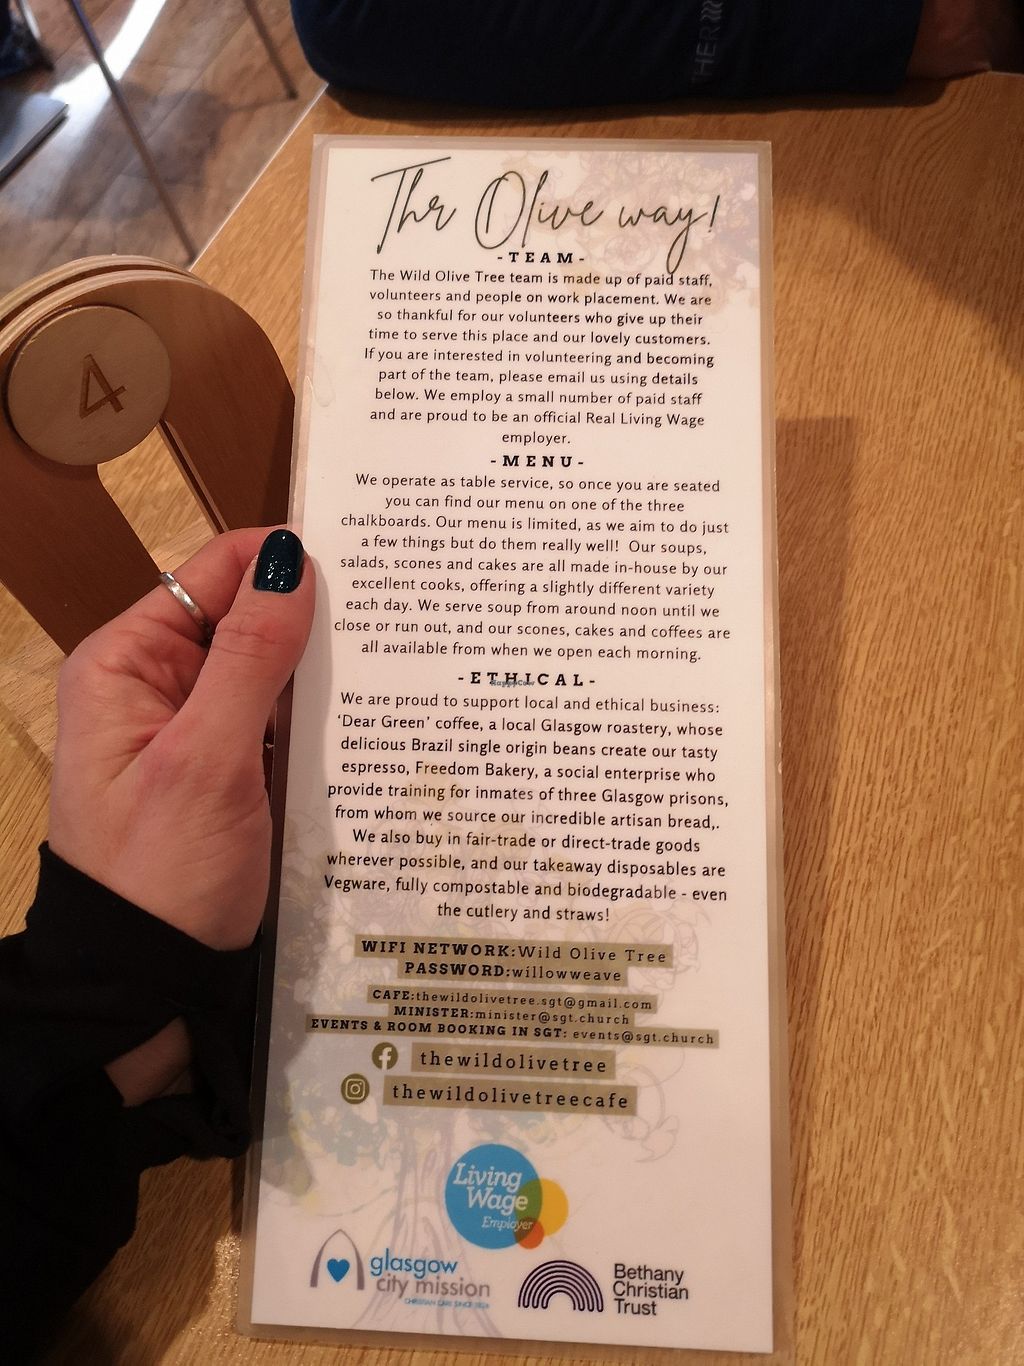 THER
4
Thr Olive way!
-TEAM-
The Wild Olive Tree team is made up of paid staff,
volunteers and people on work placement. We are
so thankful for our volunteers who give up their
time to serve this place and our lovely customers.
If you are interested in volunteering and becoming
part of the team, please email us using details
below. We employ a small number of paid staff
and are proud to be an official Real Living Wage
employer.
-MENU-
We operate as table service, so once you are seated
you can find our menu on one of the three
chalkboards. Our menu is limited, as we aim to do just
a few things but do them really well! Our soups,
salads, scones and cakes are all made in-house by our
excellent cooks, offering a slightly different variety
each day. We serve soup from around noon until we
close or run out, and our scones, cakes and coffees are
all available from when we open each morning.
-ETHICAL-
HappyCow
We are proud to support local and ethical business:
‘Dear Green’ coffee, a local Glasgow roastery, whose
delicious Brazil single origin beans create our tasty
espresso, Freedom Bakery, a social enterprise who
provide training for inmates of three Glasgow prisons,
from whom we source our incredible artisan bread,.
We also buy in fair-trade or direct-trade goods
wherever possible, and our takeaway disposables are
Vegware, fully compostable and biodegradable - even
the cutlery and straws!
WIFI NETWORK:Wild Olive Tree
PASSWORD:willowweave
CAFE:thewildolivetree.sgt@gmail.com
MINISTER:minister@sgt.church
EVENTS & ROOM BOOKING IN SGT: events@sgt.church
thewildolivetree
thewildolivetreecafe
Living
Wage
Employer
glasgow
city mission
CHRISTIAN CARE SINCE 1826
Bethany
Christian
Trust